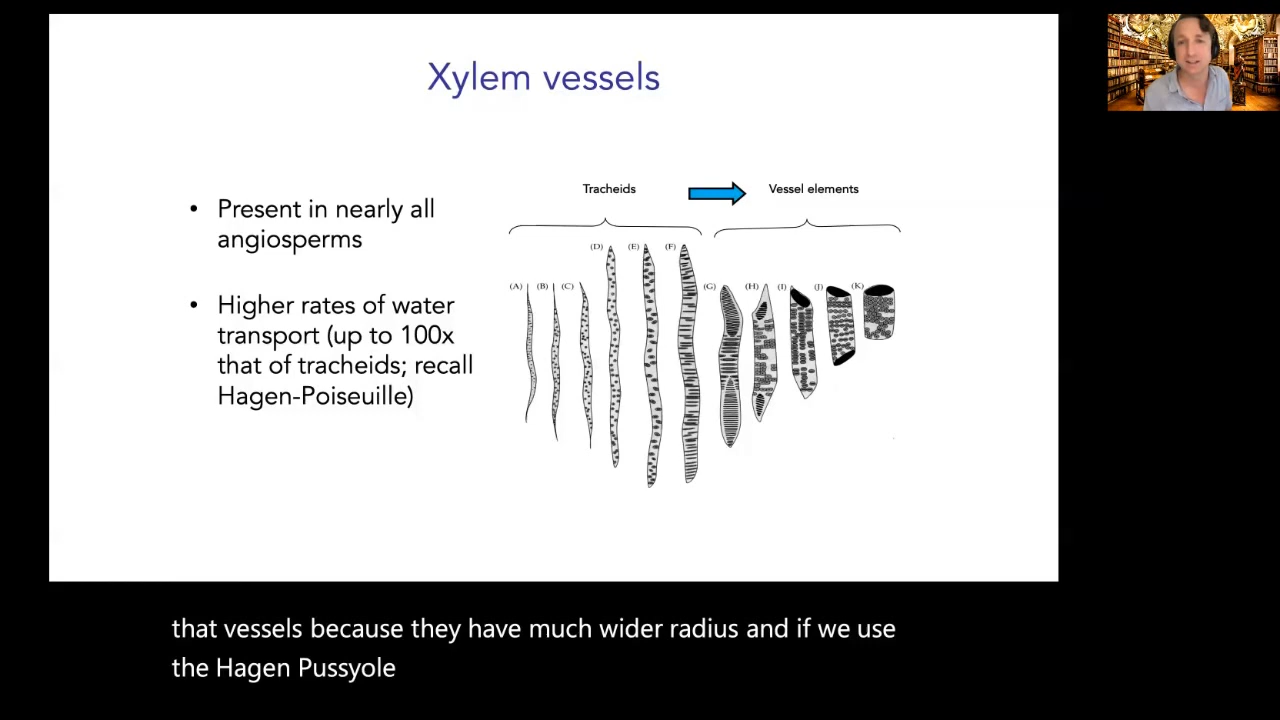 Xylem vessels
Tracheids
Vessel elements
• Present in nearly all
angiosperms
• Higher rates of water
transport (up to 100x
that of tracheids; recall
Hagen-Poiseuille)
(A) (B) (C) (D) (E) (F) (G) (H) (I) (J) (K)
that vessels because they have much wider radius and if we use
the Hagen Pussyole